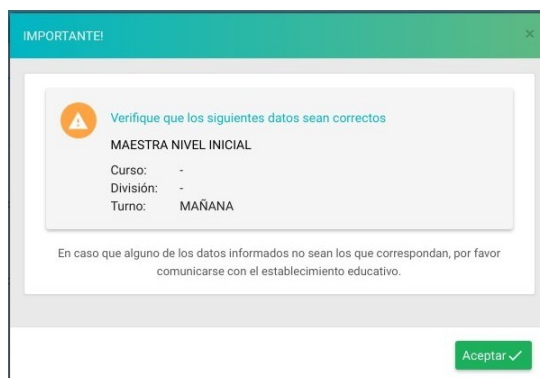 IMPORTANTE!
×
Verifique que los siguientes datos sean correctos
MAESTRA NIVEL INICIAL
Curso: -
División: -
Turno: MAÑANA
En caso que alguno de los datos informados no sean los que correspondan, por favor
comunicarse con el establecimiento educativo.
Aceptar ✓